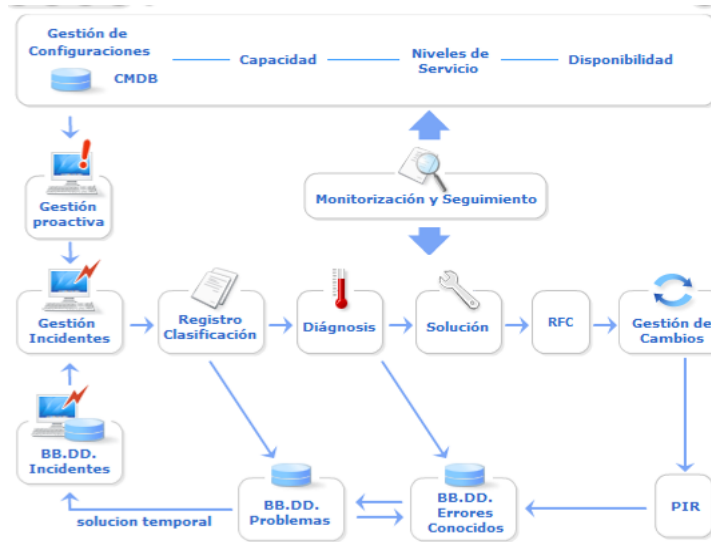 Gestión de
Configuraciones
CMDB
Capacidad
Niveles de
Servicio
Disponibilidad
Gestión
proactiva
Monitorización y Seguimiento
Gestión
Incidentes
Registro
Clasificación
Diágnosis
Solución
RFC
Gestión de
Cambios
BB.DD.
Incidentes
solucion temporal
BB.DD.
Problemas
BB.DD.
Errores
Conocidos
PIR